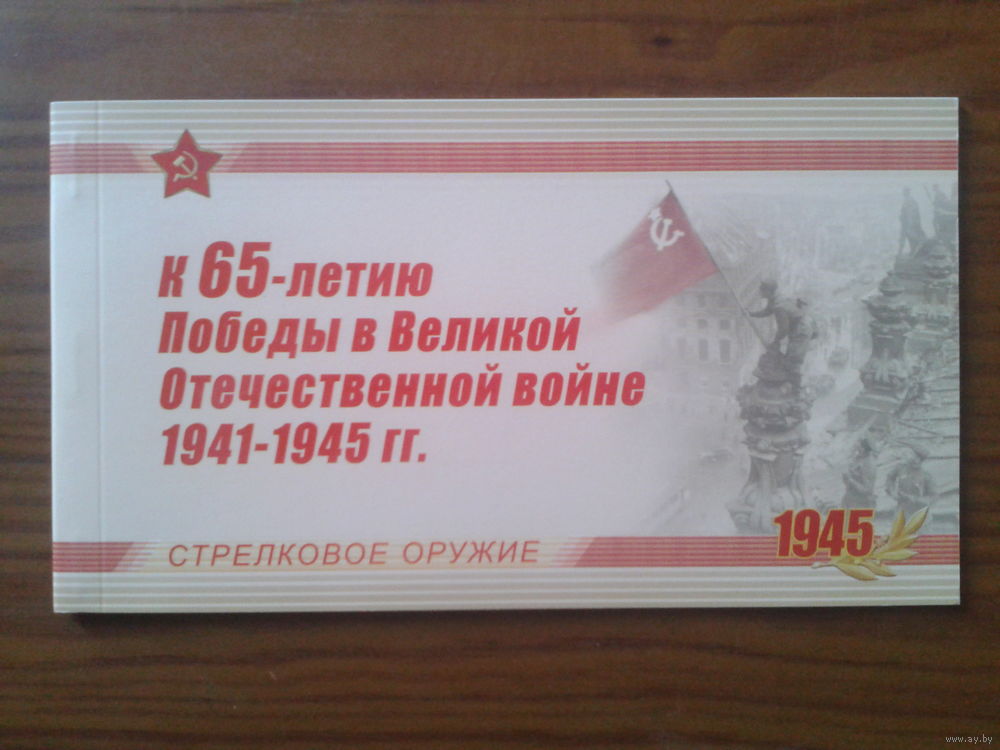 К 65-летию
Победы в Великой
Отечественной войне
1941-1945 гг.
1945
СТРЕЛКОВОЕ ОРУЖИЕ
www.ay.by